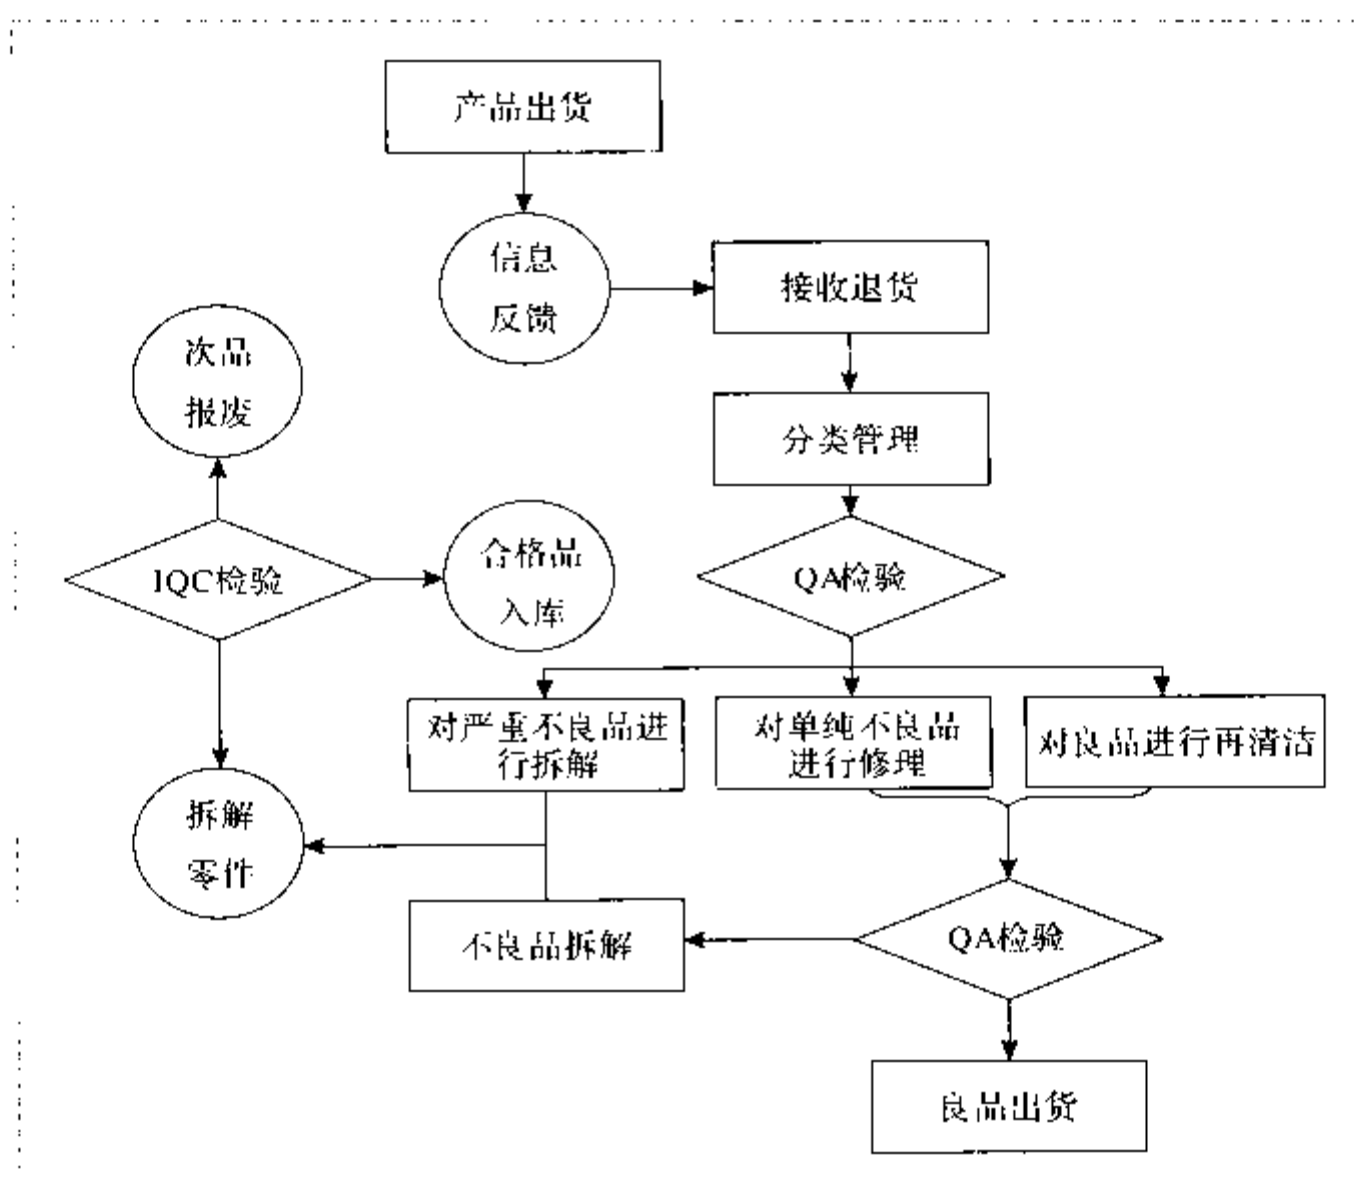 产品出货
信息
反馈
接收退货
次品
报废
分类管理
IQC检验
合格品
入库
QA检验
对严重不良品进
行拆解
对单纯不良品
进行修理
对良品进行再清洁
拆解
零件
不良品拆解
QA检验
良品出货